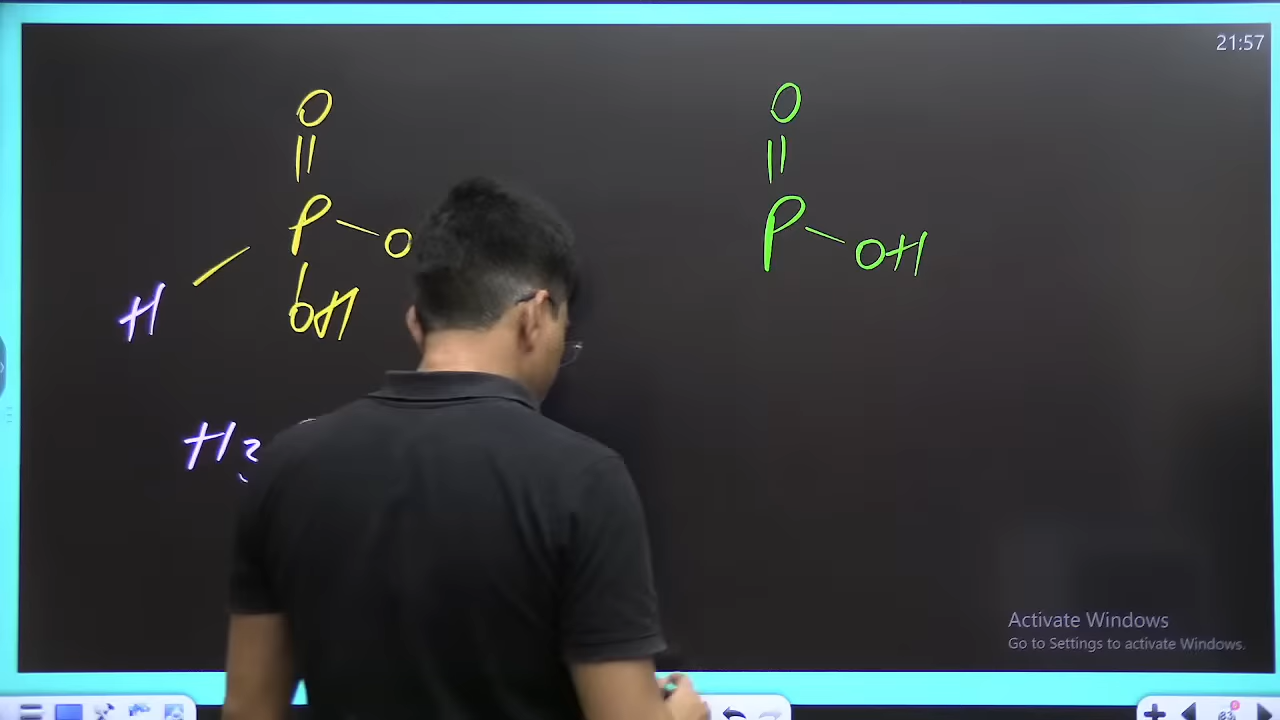 21:57
O
||
P-O
H
OH
H3
O
||
P-OH
Activate Windows
Go to Settings to activate Windows.